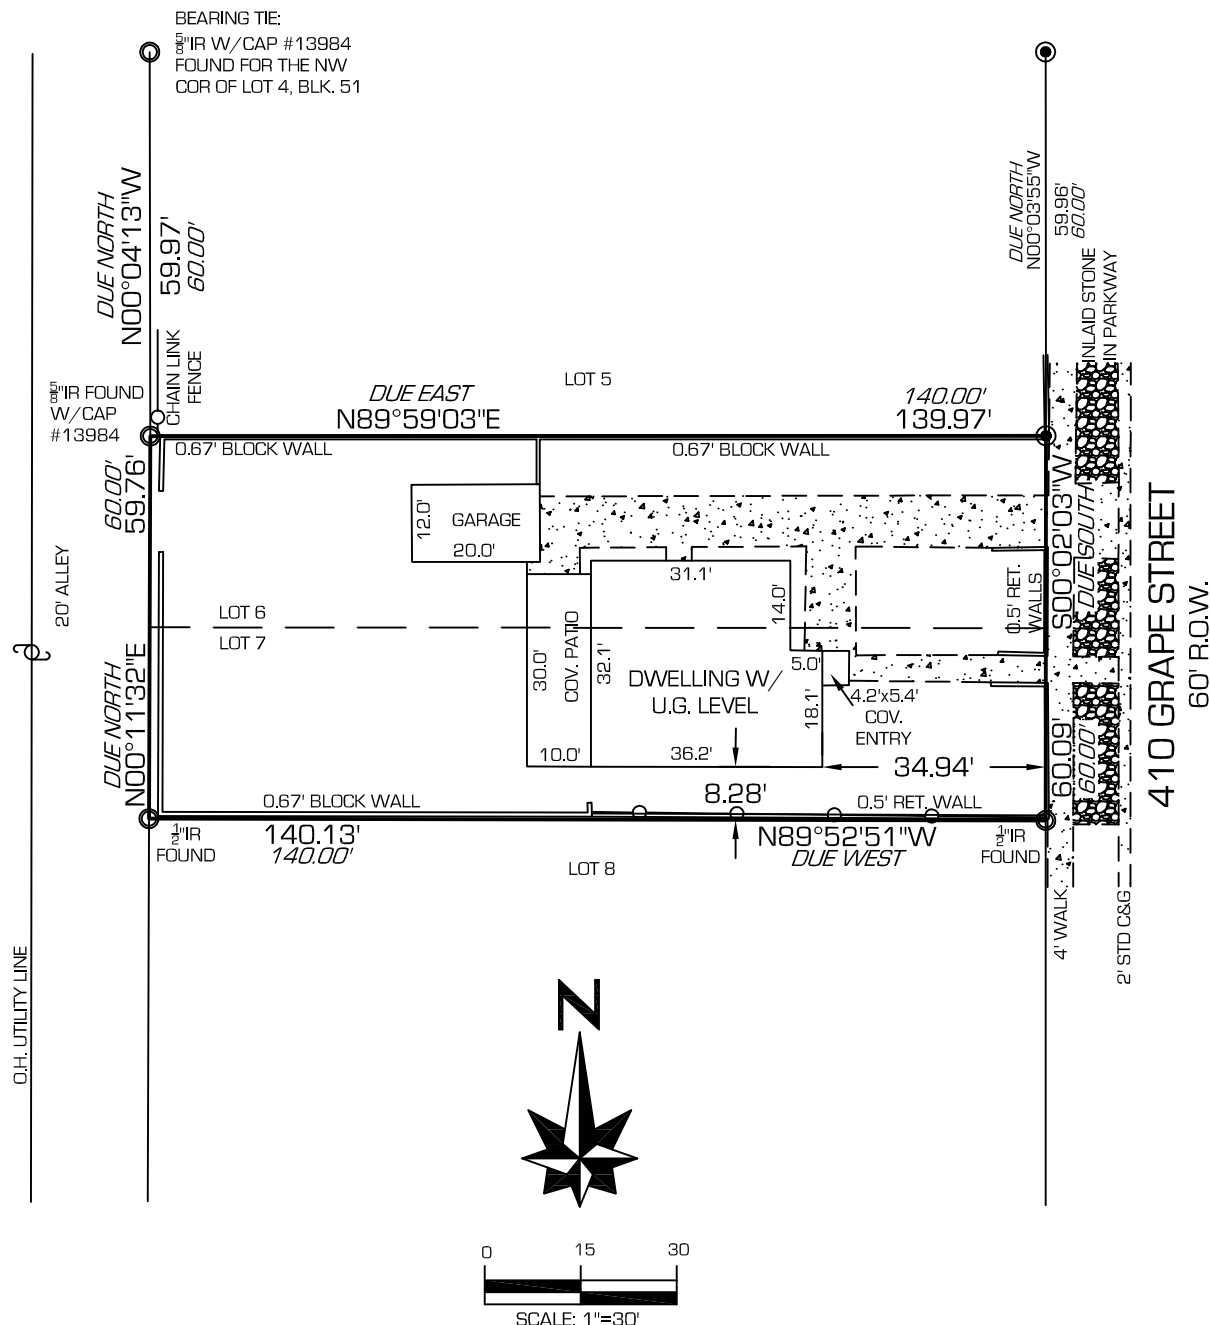 BEARING TIE:
5/8"IR W/CAP #13984
FOUND FOR THE NW
COR OF LOT 4, BLK. 51
DUE NORTH
N00°04'13"W
59.97'
60.00'
DUE NORTH
N00°03'55"W
59.96'
60.00'
INLAID STONE
IN PARKWAY
CHAIN LINK
FENCE
5/8"IR FOUND
W/CAP
#13984
LOT 5
DUE EAST
N89°59'03"E
140.00'
139.97'
0.67' BLOCK WALL
0.67' BLOCK WALL
60.00'
59.76'
12.0'
GARAGE
20.0'
S00°02'03"W
DUE SOUTH
410 GRAPE STREET
60' R.O.W.
20' ALLEY
31.1'
14.0'
0.5' RET.
WALLS
LOT 6
LOT 7
30.0'
COV. PATIO
32.1'
DWELLING W/
U.G. LEVEL
5.0'
18.1'
4.2'x5.4'
COV.
ENTRY
DUE NORTH
N00°11'32"E
10.0'
36.2'
34.94'
60.09'
60.00'
0.67' BLOCK WALL
8.28'
0.5' RET. WALL
1/2"IR
FOUND
140.13'
140.00'
N89°52'51"W
DUE WEST
1/2"IR
FOUND
LOT 8
4' WALK
2' STD C&G
O.H. UTILITY LINE
N
0 15 30
SCALE: 1"=30'